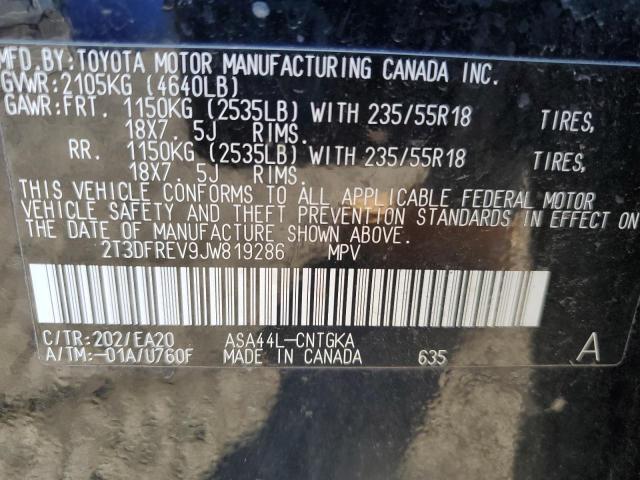 MFD.BY:TOYOTA MOTOR MANUFACTURING CANADA INC.
GVWR:2105KG (4640LB)
GAWR:FRT. 1150KG (2535LB) WITH 235/55R18 TIRES,
18X7. 5J RIMS.
RR. 1150KG (2535LB) WITH 235/55R18 TIRES,
18X7. 5J RIMS.
THIS VEHICLE CONFORMS TO ALL APPLICABLE FEDERAL MOTOR
VEHICLE SAFETY AND THEFT PREVENTION STANDARDS IN EFFECT ON
THE DATE OF MANUFACTURE SHOWN ABOVE.
2T3DFREV9JW819286 MPV
C/TR:202/EA20 ASA44L-CNTGKA A
A/TM:-01A/U760F MADE IN CANADA 635